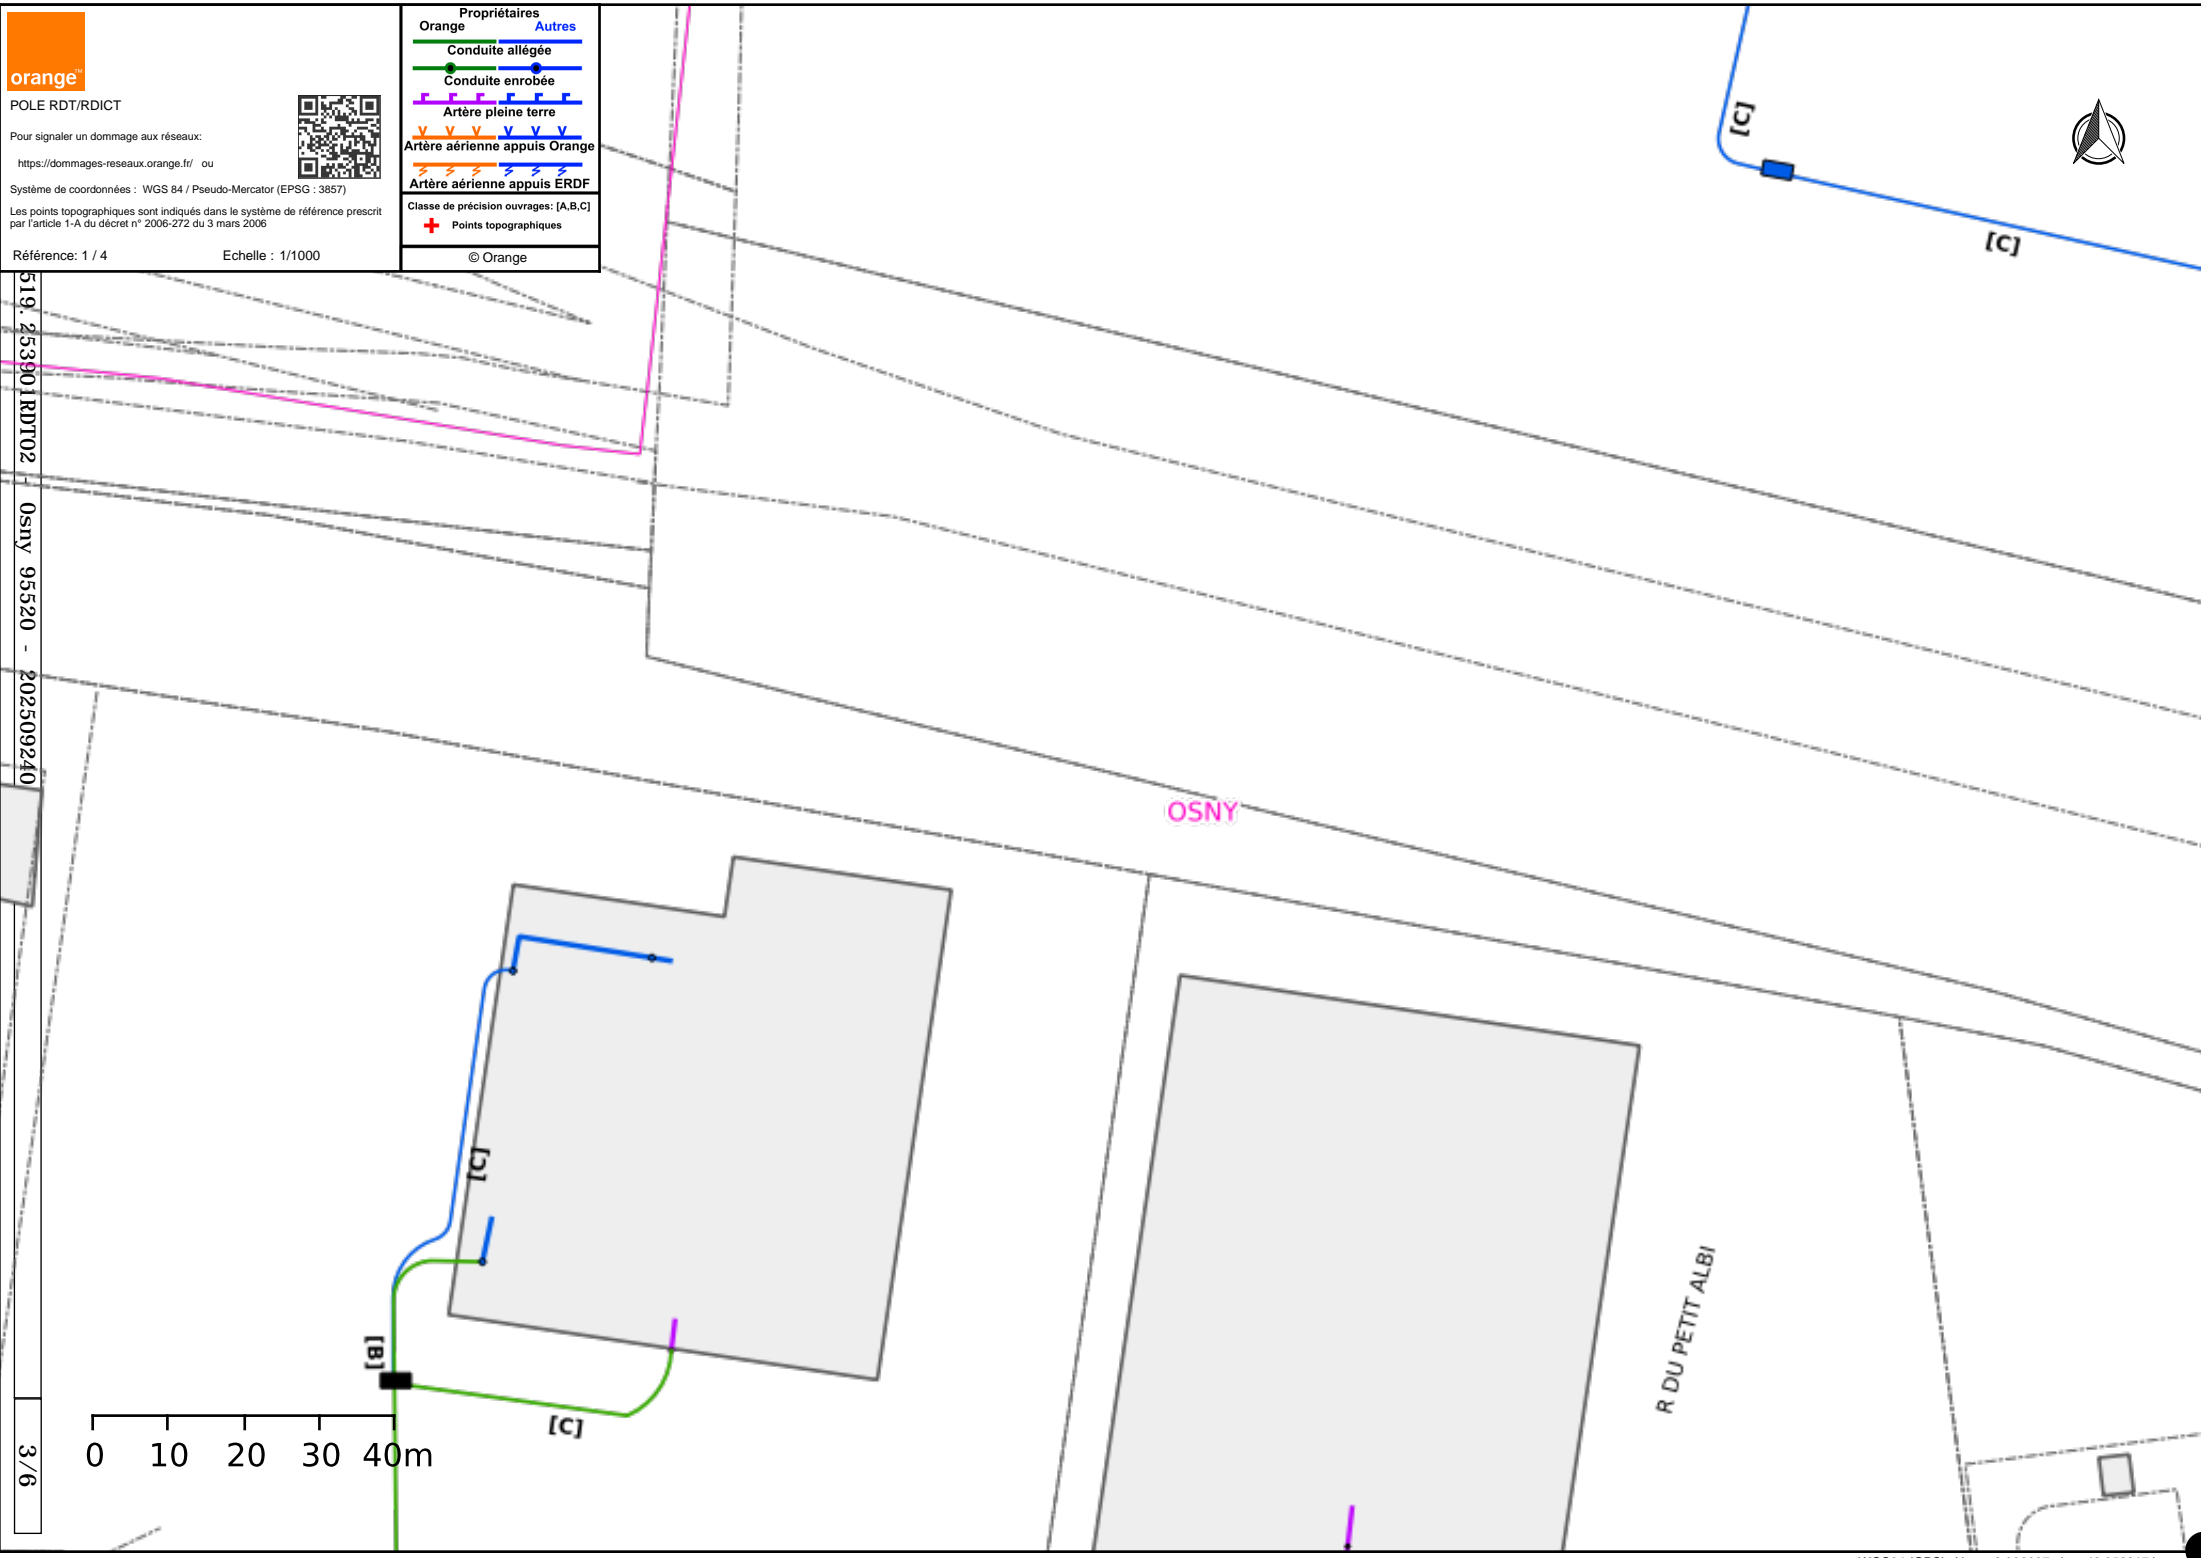 orange™
POLE RDT/RDICT
Pour signaler un dommage aux réseaux:
https://dommages-reseaux.orange.fr/ ou
Système de coordonnées : WGS 84 / Pseudo-Mercator (EPSG : 3857)
Les points topographiques sont indiqués dans le système de référence prescrit
par l'article 1-A du décret n° 2006-272 du 3 mars 2006
Référence: 1 / 4 Echelle : 1/1000
Propriétaires
Orange Autres
Conduite allégée
Conduite enrobée
Artère pleine terre
Artère aérienne appuis Orange
Artère aérienne appuis ERDF
Classe de précision ouvrages: [A,B,C]
Points topographiques
© Orange
[C]
[C]
519. 253901RDT02 - Osny 95520 - 202509240
OSNY
[C]
R DU PETIT ALBI
[B]
[C]
0 10 20 30 40m
3/6